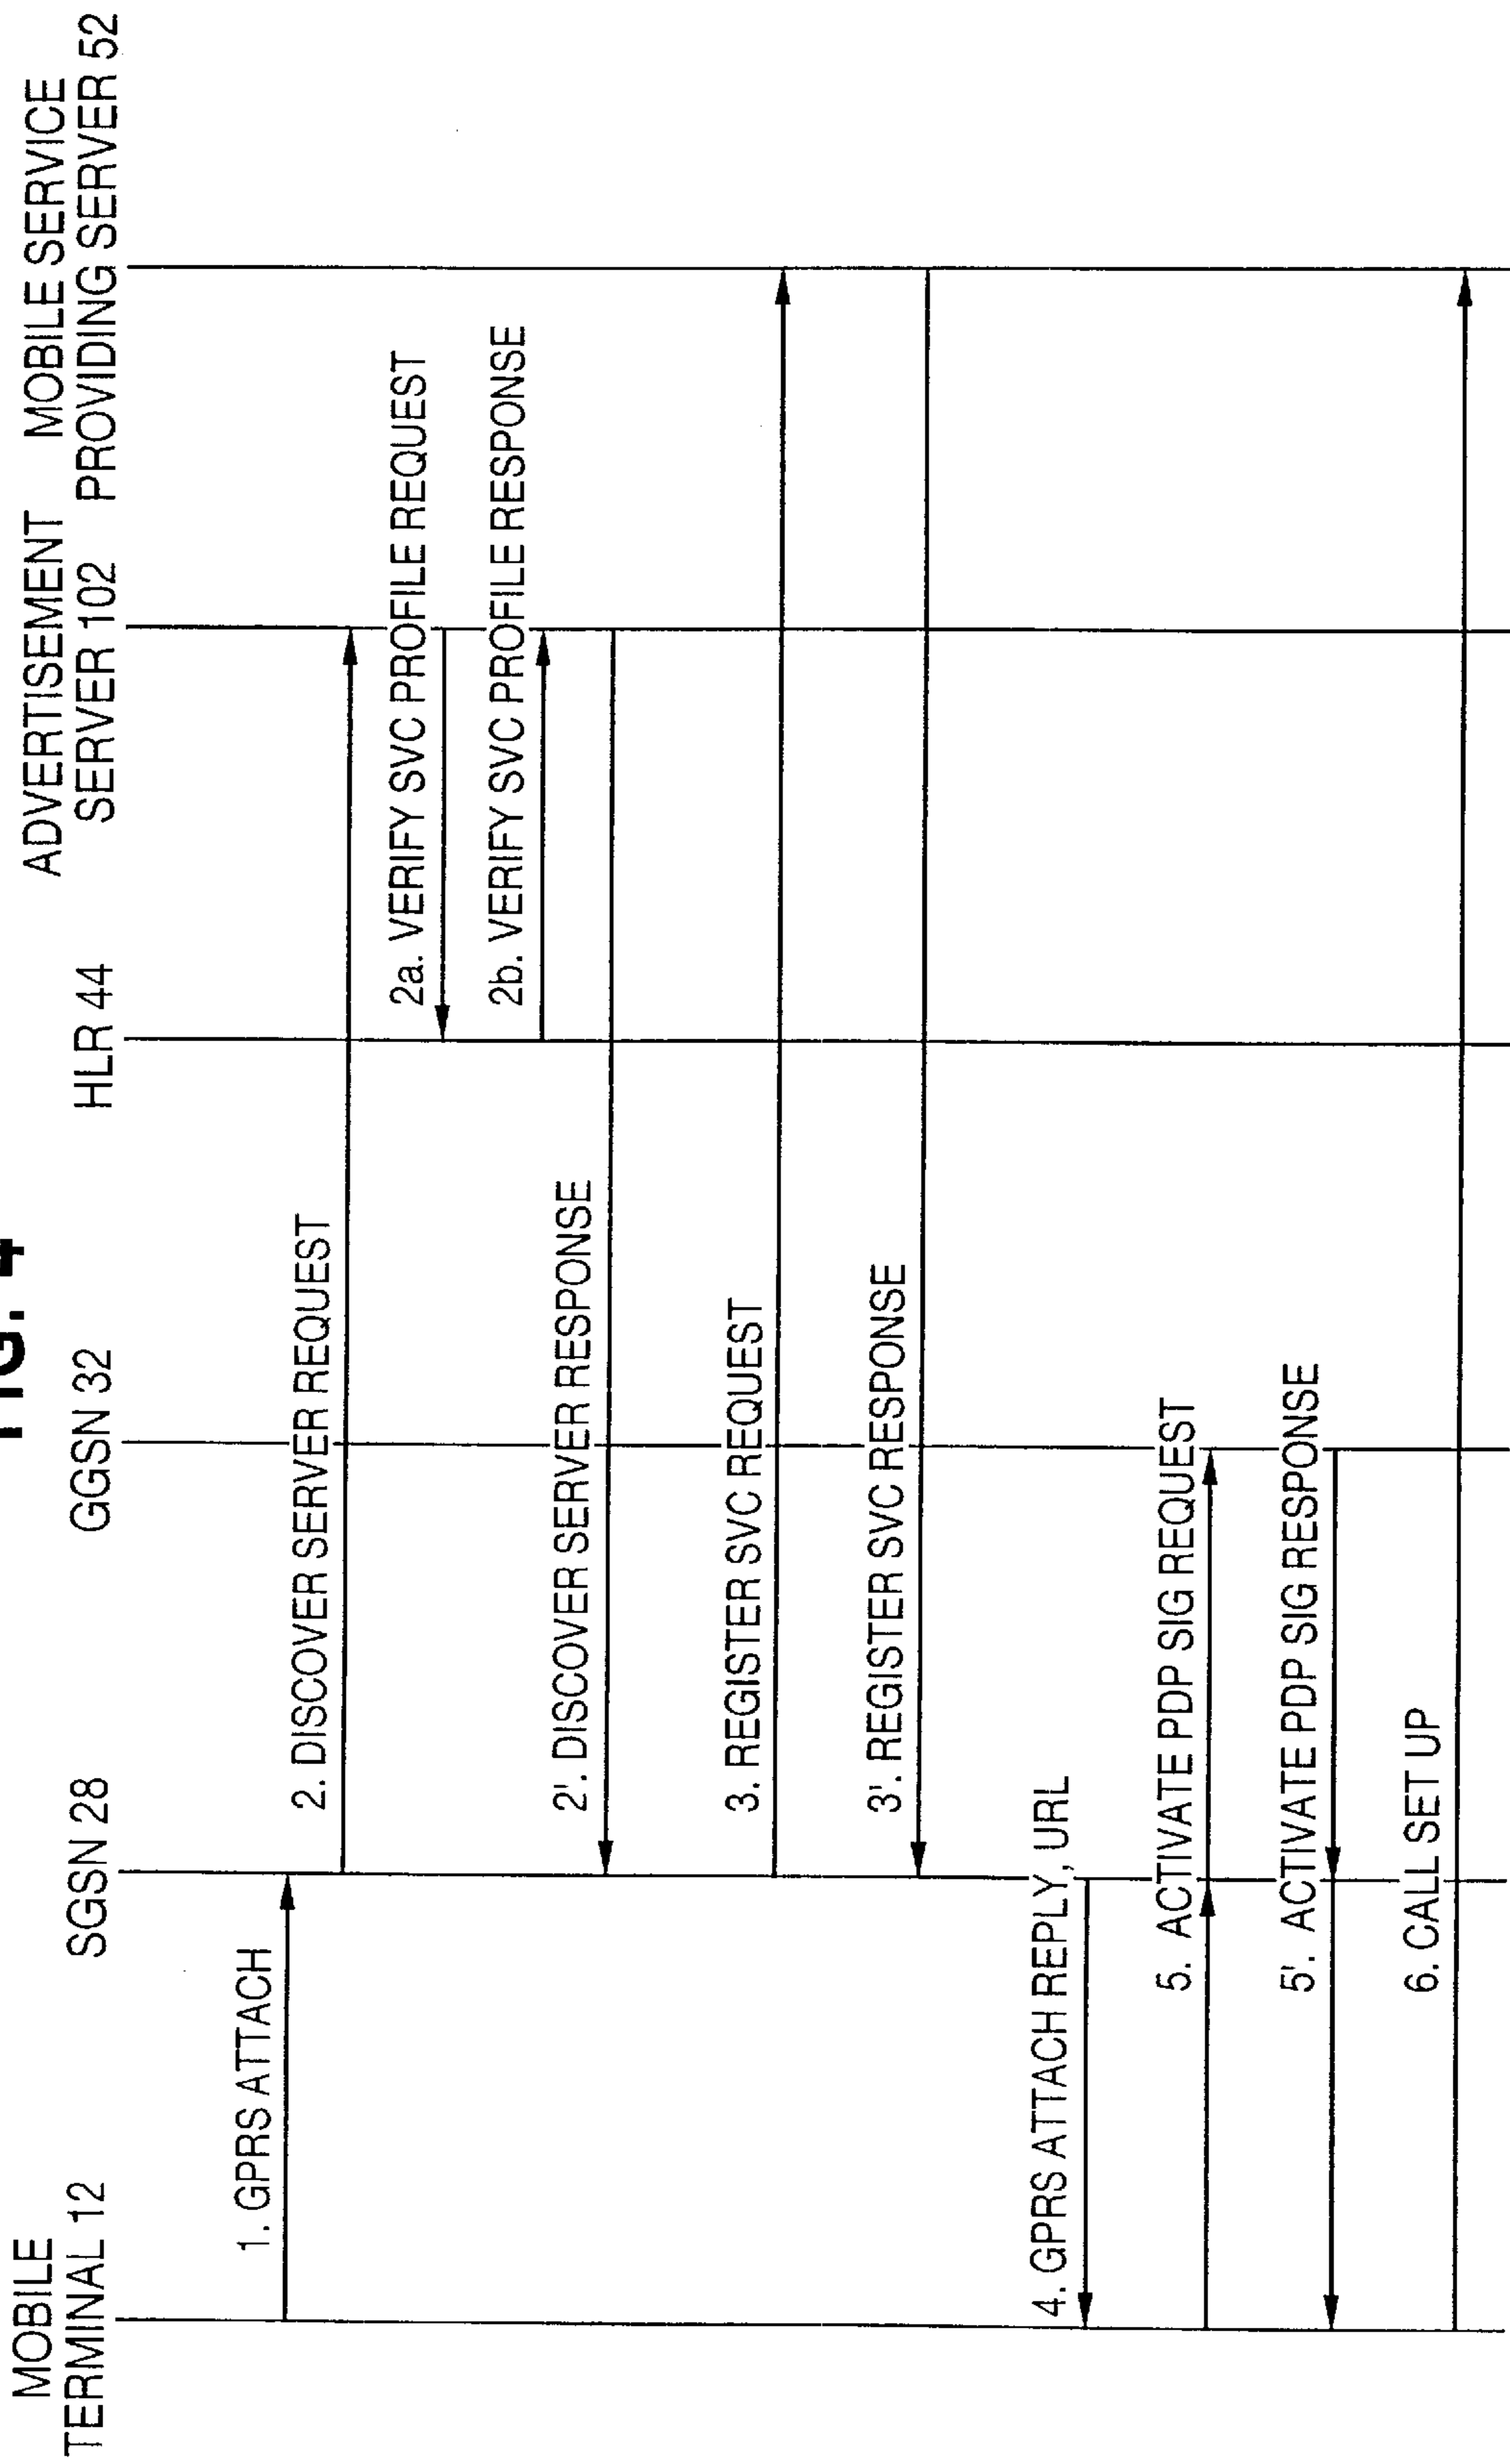 FIG. 4
MOBILE
TERMINAL 12
SGSN 28
GGSN 32
HLR 44
ADVERTISEMENT
SERVER 102
MOBILE SERVICE
PROVIDING SERVER 52
1. GPRS ATTACH
2. DISCOVER SERVER REQUEST
2a. VERIFY SVC PROFILE REQUEST
2b. VERIFY SVC PROFILE RESPONSE
2'. DISCOVER SERVER RESPONSE
3. REGISTER SVC REQUEST
3'. REGISTER SVC RESPONSE
4. GPRS ATTACH REPLY, URL
5. ACTIVATE PDP SIG REQUEST
5'. ACTIVATE PDP SIG RESPONSE
6. CALL SET UP